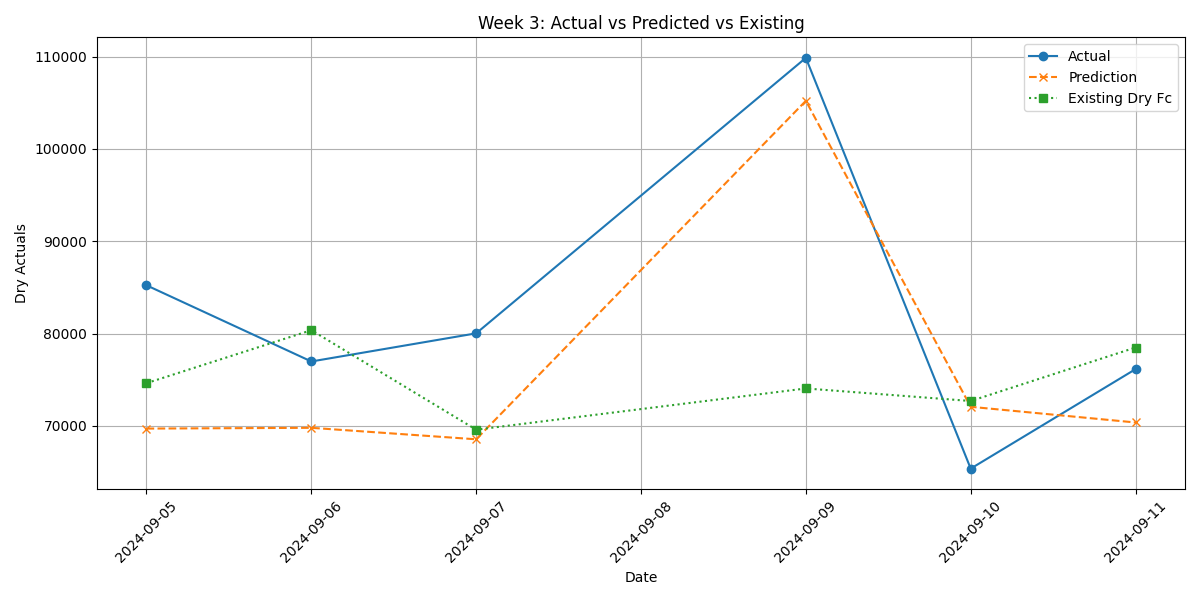 Week 3: Actual vs Predicted vs Existing
Actual
Prediction
Existing Dry Fc
110000
100000
90000
80000
70000
Dry Actuals
2024-09-05
2024-09-06
2024-09-07
2024-09-08
2024-09-09
2024-09-10
2024-09-11
Date